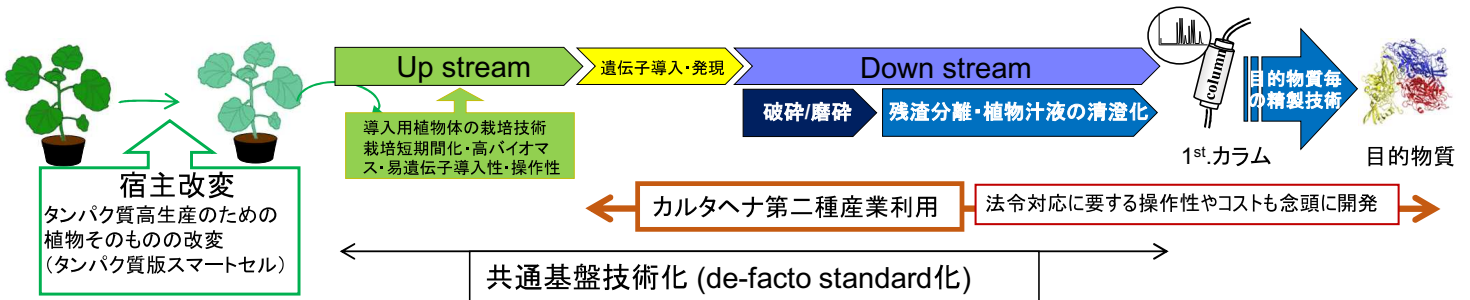 宿主改変
タンパク質高生産のための
植物そのものの改変
(タンパク質版スマートセル)
Up stream
遺伝子導入・発現
Down stream
導入用植物体の栽培技術
栽培短期間化・高バイオマ
ス・易遺伝子導入性・操作性
破砕/磨砕
残渣分離・植物汁液の清澄化
column
1st.カラム
目的物質毎
の精製技術
目的物質
カルタヘナ第二種産業利用
法令対応に要する操作性やコストも念頭に開発
共通基盤技術化 (de-facto standard化)